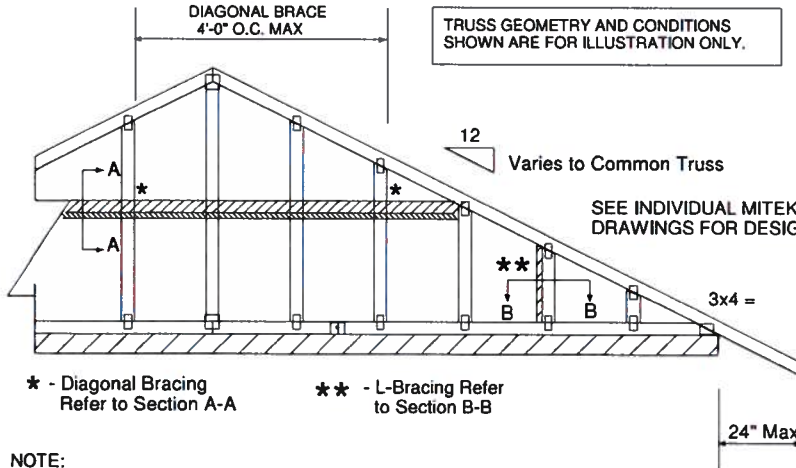 DIAGONAL BRACE
4'-0" O.C. MAX
TRUSS GEOMETRY AND CONDITIONS
SHOWN ARE FOR ILLUSTRATION ONLY.
12
Varies to Common Truss
A
*
*
A
SEE INDIVIDUAL MITEK
DRAWINGS FOR DESIG
**
B
B
3x4 =
* - Diagonal Bracing
Refer to Section A-A
** - L-Bracing Refer
to Section B-B
24" Max
NOTE: